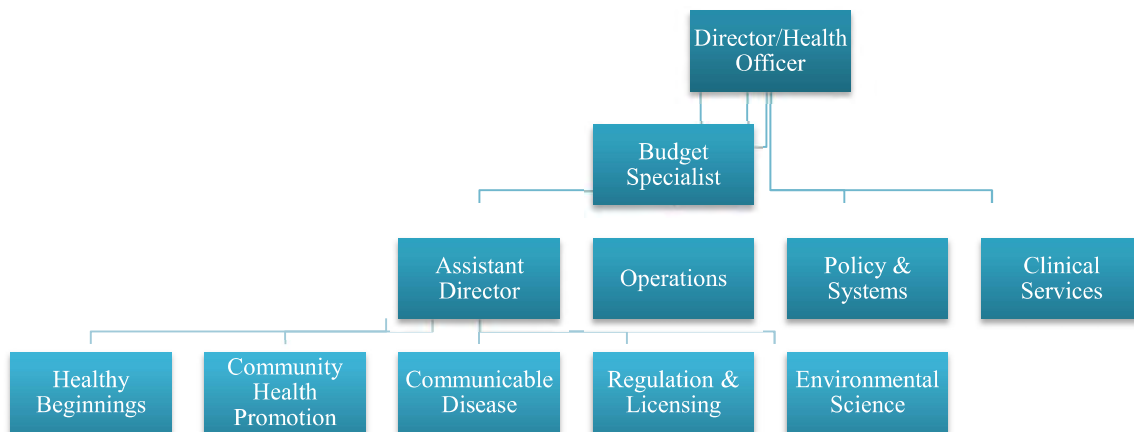 Director/Health
Officer
Budget
Specialist
Assistant
Director
Operations
Policy &
Systems
Clinical
Services
Healthy
Beginnings
Community
Health
Promotion
Communicable
Disease
Regulation &
Licensing
Environmental
Science